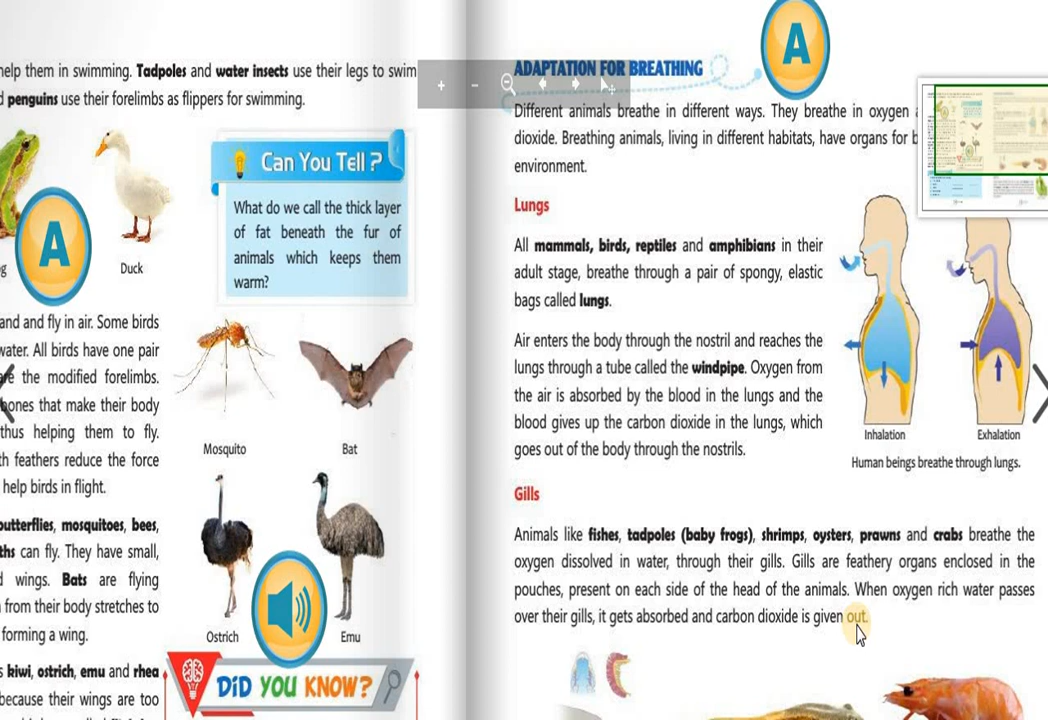 help them in swimming. Tadpoles and water insects use their legs to swim
penguins use their forelimbs as flippers for swimming.
A
Duck
Can You Tell ?
What do we call the thick layer
of fat beneath the fur of
animals which keeps them
warm?
and and fly in air. Some birds
water. All birds have one pair
are the modified forelimbs.
bones that make their body
thus helping them to fly.
feathers reduce the force
help birds in flight.
Mosquito
Bat
butterflies, mosquitoes, bees,
can fly. They have small,
wings. Bats are flying
from their body stretches to
forming a wing.
Ostrich
Emu
kiwi, ostrich, emu and rhea
because their wings are too
DID YOU KNOW?
A
ADAPTATION FOR BREATHING
Different animals breathe in different ways. They breathe in oxygen
dioxide. Breathing animals, living in different habitats, have organs for b
environment.
Lungs
All mammals, birds, reptiles and amphibians in their
adult stage, breathe through a pair of spongy, elastic
bags called lungs.
Air enters the body through the nostril and reaches the
lungs through a tube called the windpipe. Oxygen from
the air is absorbed by the blood in the lungs and the
blood gives up the carbon dioxide in the lungs, which
goes out of the body through the nostrils.
Inhalation
Exhalation
Human beings breathe through lungs.
Gills
Animals like fishes, tadpoles (baby frogs), shrimps, oysters, prawns and crabs breathe the
oxygen dissolved in water, through their gills. Gills are feathery organs enclosed in the
pouches, present on each side of the head of the animals. When oxygen rich water passes
over their gills, it gets absorbed and carbon dioxide is given out.